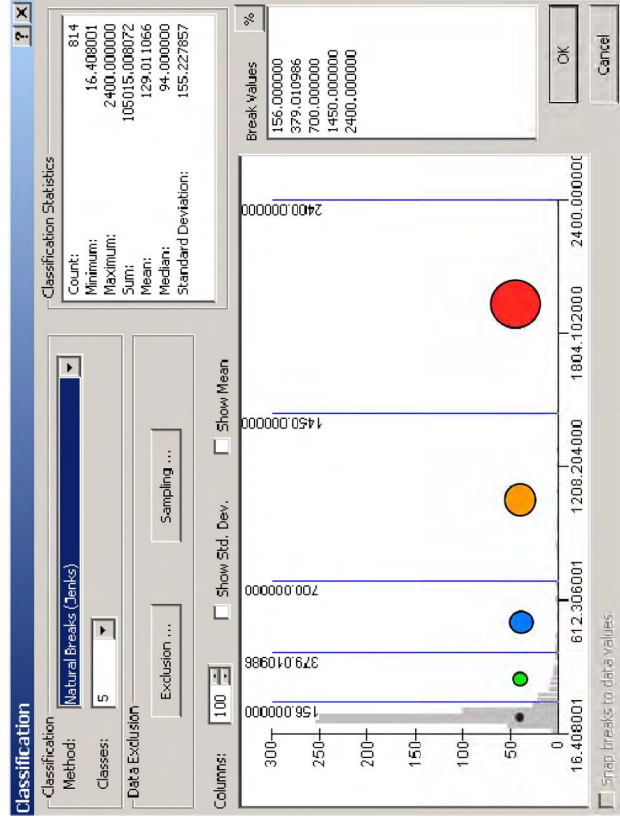 Classification
? X
Classification
Method:
Natural Breaks (Jenks)
Classes:
5
Data Exclusion
Exclusion ...
Sampling ...
Classification Statistics
Count: 814
Minimum: 16.408001
Maximum: 2400.000000
Sum: 105015.008072
Mean: 129.011066
Median: 94.000000
Standard Deviation: 155.227857
Columns:
100
Show Std. Dev.
Show Mean
Break Values
%
156.000000
379.010986
700.000000
1450.000000
2400.000000
156.000000
379.010986
700.000000
1450.000000
2400.000000
300
250
200
150
100
50
0
16.408001
612.306001
1208.204000
1804.102000
2400.000000
OK
Cancel
Snap breaks to data values